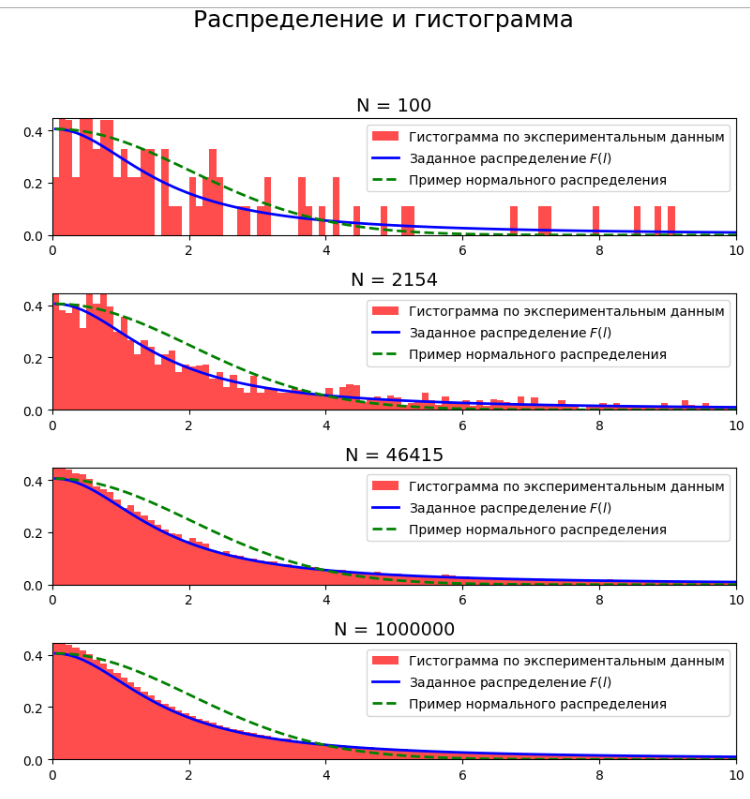 Распределение и гистограмма
N = 100
0.4
0.2
0.0
Гистограмма по экспериментальным данным
Заданное распределение F(l)
Пример нормального распределения
0 2 4 6 8 10
N = 2154
0.4
0.2
0.0
Гистограмма по экспериментальным данным
Заданное распределение F(l)
Пример нормального распределения
0 2 4 6 8 10
N = 46415
0.4
0.2
0.0
Гистограмма по экспериментальным данным
Заданное распределение F(l)
Пример нормального распределения
0 2 4 6 8 10
N = 1000000
0.4
0.2
0.0
Гистограмма по экспериментальным данным
Заданное распределение F(l)
Пример нормального распределения
0 2 4 6 8 10